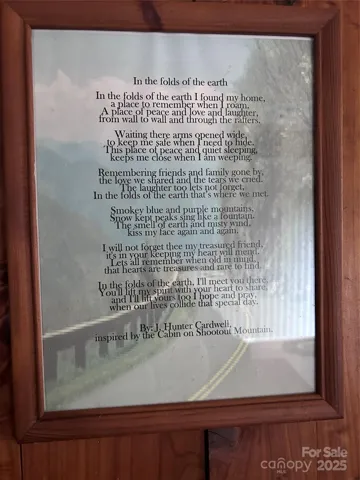 In the folds of the earth
In the folds of the earth I found my home,
a place to remember when I roam.
A place of peace and love and laughter,
from wall to wall and through the rafters.
Waiting there arms opened wide,
to keep me safe when I need to hide.
This place of peace and quiet sleeping,
keeps me close when I am weeping.
Remembering friends and family gone by,
the love we shared and the tears we cried.
The laughter too lets not forget,
In the folds of the earth that's where we met.
Smokey blue and purple mountains,
Snow kept peaks sing like a fountain.
The smell of earth and misty wind,
kiss my face again and again.
I will not forget thee my treasured friend,
it's in your keeping my heart will mend.
Lets all remember when old in mind,
that hearts are treasures and rare to find.
In the folds of the earth, I'll meet you there,
You'll lift my spirit with your heart to share,
and I'll lift yours too I hope and pray,
when our lives collide that special day.
By: J. Hunter Cardwell,
inspired by the Cabin on Shootout Mountain.
For Sale
canopy 2025
MLS